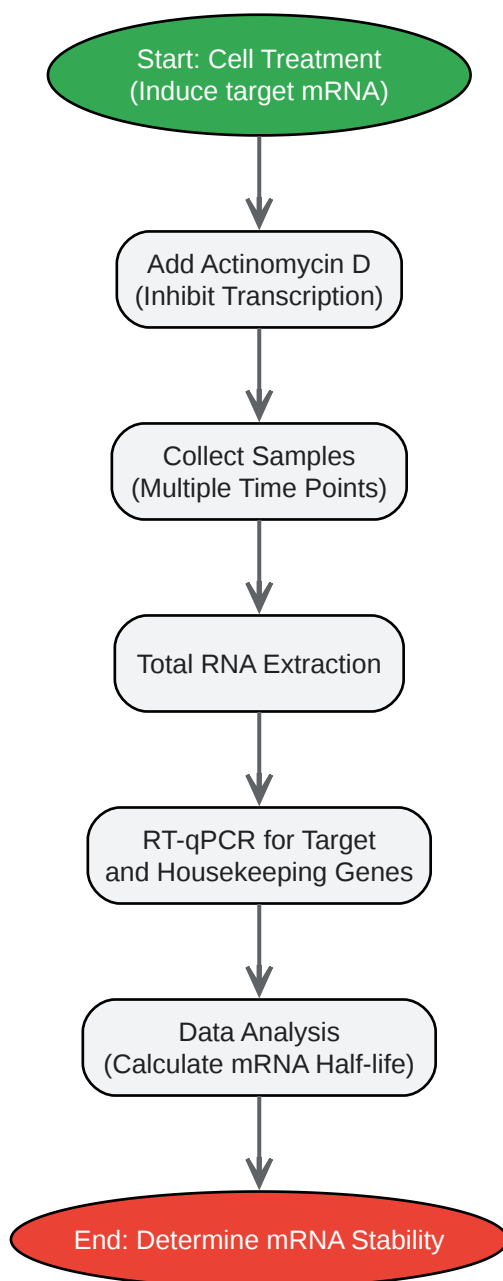 Start: Cell Treatment
(Induce target mRNA)
Add Actinomycin D
(Inhibit Transcription)
Collect Samples
(Multiple Time Points)
Total RNA Extraction
RT-qPCR for Target
and Housekeeping Genes
Data Analysis
(Calculate mRNA Half-life)
End: Determine mRNA Stability